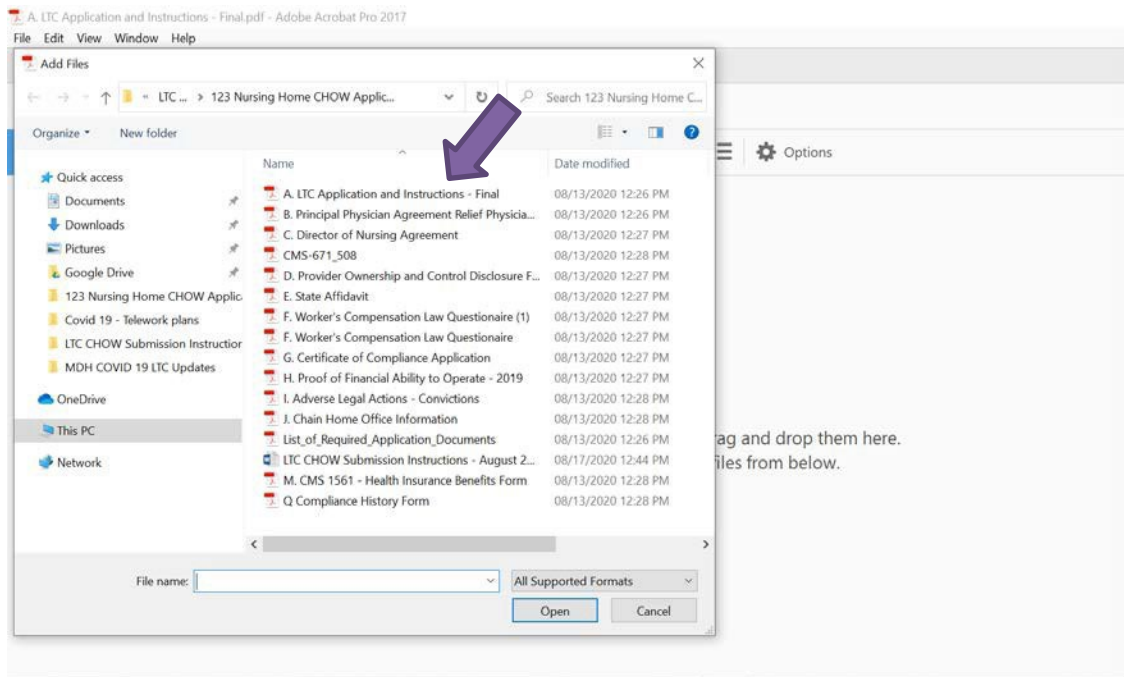 A. LTC Application and Instructions - Final.pdf - Adobe Acrobat Pro 2017
File Edit View Window Help
Add Files
« LTC ... > 123 Nursing Home CHOW Applic...
Search 123 Nursing Home C...
Organize New folder
Options
Name Date modified
Quick access
Documents
Downloads
Pictures
Google Drive
123 Nursing Home CHOW Applic
Covid 19 - Telework plans
LTC CHOW Submission Instruction
MDH COVID 19 LTC Updates
OneDrive
This PC
Network
A. LTC Application and Instructions - Final 08/13/2020 12:26 PM
B. Principal Physician Agreement Relief Physicia... 08/13/2020 12:26 PM
C. Director of Nursing Agreement 08/13/2020 12:27 PM
CMS-671_508 08/13/2020 12:28 PM
D. Provider Ownership and Control Disclosure F... 08/13/2020 12:27 PM
E. State Affidavit 08/13/2020 12:27 PM
F. Worker's Compensation Law Questionaire (1) 08/13/2020 12:27 PM
F. Worker's Compensation Law Questionaire 08/13/2020 12:27 PM
G. Certificate of Compliance Application 08/13/2020 12:27 PM
H. Proof of Financial Ability to Operate - 2019 08/13/2020 12:27 PM
I. Adverse Legal Actions - Convictions 08/13/2020 12:28 PM
J. Chain Home Office Information 08/13/2020 12:28 PM
List_of_Required_Application_Documents 08/13/2020 12:26 PM
LTC CHOW Submission Instructions - August 2... 08/17/2020 12:44 PM
M. CMS 1561 - Health Insurance Benefits Form 08/13/2020 12:28 PM
Q Compliance History Form 08/13/2020 12:28 PM
rag and drop them here.
files from below.
File name: All Supported Formats
Open Cancel